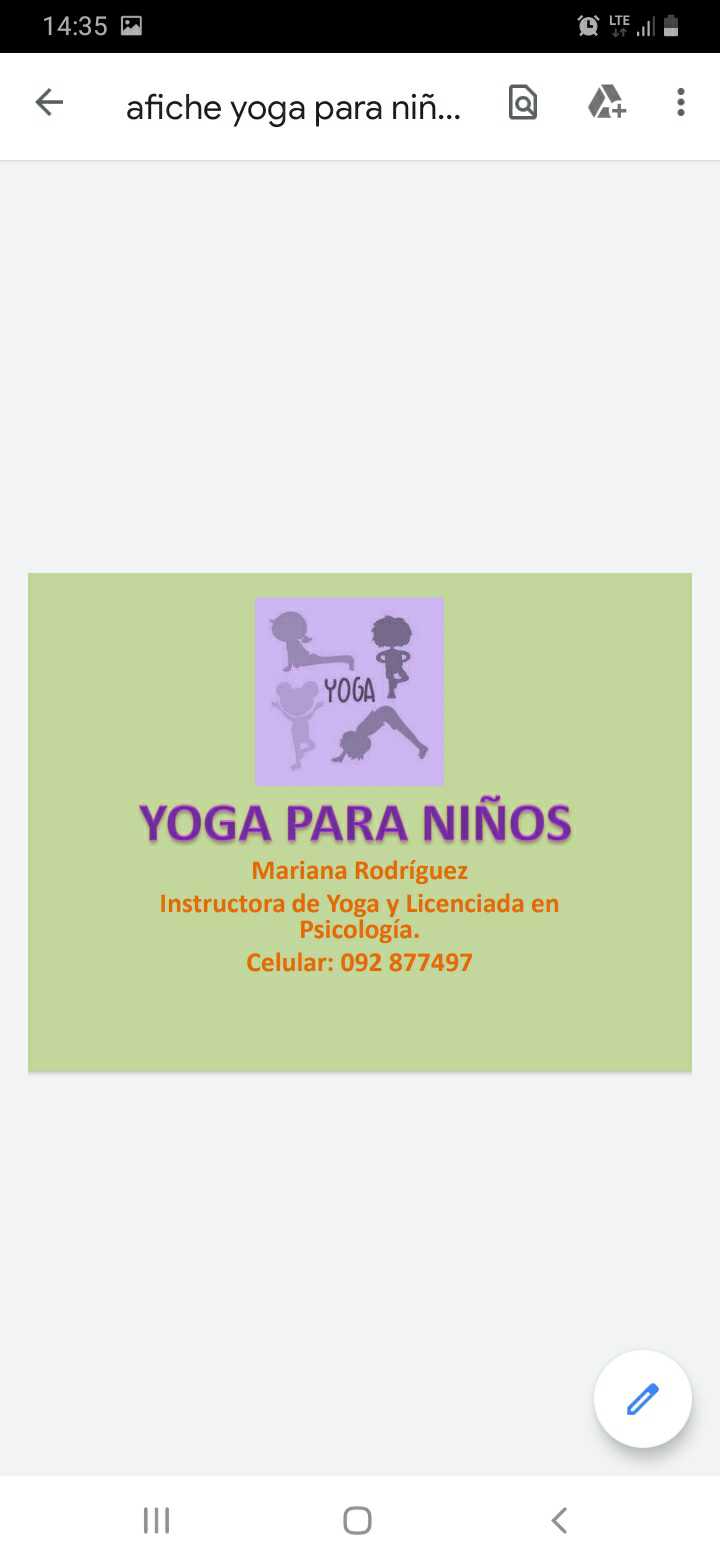 14:35
LTE
afiche yoga para niñ...
YOGA
YOGA PARA NIÑOS
Mariana Rodríguez
Instructora de Yoga y Licenciada en
Psicología.
Celular: 092 877497